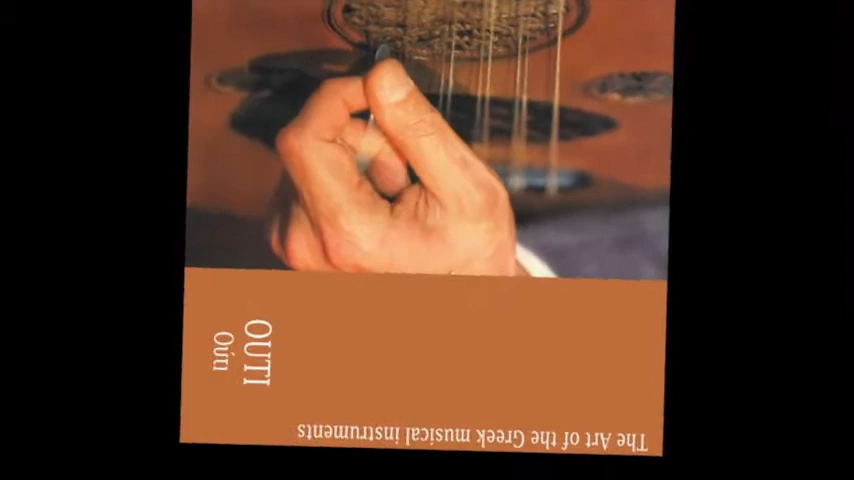 OUTI
Ούτι
The Art of the Greek musical instruments